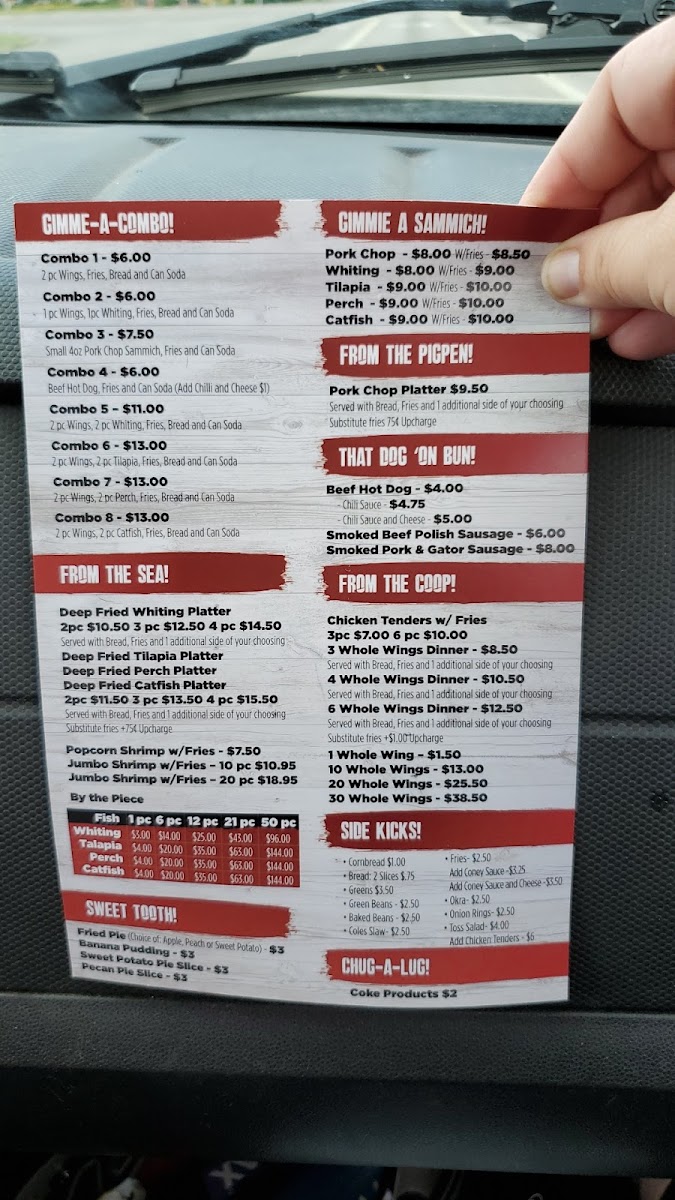 GIMME-A-COMBO!
Combo 1 - $6.00
2 pc Wings, Fries, Bread and Can Soda
Combo 2 - $6.00
1 pc Wings, 1pc Whiting, Fries, Bread and Can Soda
Combo 3 - $7.50
Small 4oz Pork Chop Sammich, Fries and Can Soda
Combo 4 - $6.00
Beef Hot Dog, Fries and Can Soda (Add Chilli and Cheese $1)
Combo 5 - $11.00
2 pc Wings, 2 pc Whiting, Fries, Bread and Can Soda
Combo 6 - $13.00
2 pc Wings, 2 pc Tilapia, Fries, Bread and Can Soda
Combo 7 - $13.00
2 pc Wings, 2 pc Perch, Fries, Bread and Can Soda
Combo 8 - $13.00
2 pc Wings, 2 pc Catfish, Fries, Bread and Can Soda
FROM THE SEA!
Deep Fried Whiting Platter
2pc $10.50 3 pc $12.50 4 pc $14.50
Served with Bread, Fries and 1 additional side of your choosing
Deep Fried Tilapia Platter
Deep Fried Perch Platter
Deep Fried Catfish Platter
2pc $11.50 3 pc $13.50 4 pc $15.50
Served with Bread, Fries and 1 additional side of your choosing
Substitute fries +75¢ Upcharge
Popcorn Shrimp w/Fries - $7.50
Jumbo Shrimp w/Fries - 10 pc $10.95
Jumbo Shrimp w/Fries - 20 pc $18.95
By the Piece
Fish 1 pc 6 pc 12 pc 21 pc 50 pc
Whiting $3.00 $14.00 $25.00 $43.00 $96.00
Talapia $4.00 $20.00 $35.00 $63.00 $144.00
Perch $4.00 $20.00 $35.00 $63.00 $144.00
Catfish $4.00 $20.00 $35.00 $63.00 $144.00
SWEET TOOTH!
Fried Pie (Choice of: Apple, Peach or Sweet Potato) - $3
Banana Pudding - $3
Sweet Potato Pie Slice - $3
Pecan Pie Slice - $3
GIMMIE A SAMMICH!
Pork Chop - $8.00 W/Fries - $8.50
Whiting - $8.00 W/Fries - $9.00
Tilapia - $9.00 W/Fries - $10.00
Perch - $9.00 W/Fries - $10.00
Catfish - $9.00 W/Fries - $10.00
FROM THE PIGPEN!
Pork Chop Platter $9.50
Served with Bread, Fries and 1 additional side of your choosing
Substitute fries 75¢ Upcharge
THAT DOG 'ON BUN!
Beef Hot Dog - $4.00
- Chili Sauce - $4.75
- Chili Sauce and Cheese - $5.00
Smoked Beef Polish Sausage - $6.00
Smoked Pork & Gator Sausage - $8.00
FROM THE COOP!
Chicken Tenders w/ Fries
3pc $7.00 6 pc $10.00
3 Whole Wings Dinner - $8.50
Served with Bread, Fries and 1 additional side of your choosing
4 Whole Wings Dinner - $10.50
Served with Bread, Fries and 1 additional side of your choosing
6 Whole Wings Dinner - $12.50
Served with Bread, Fries and 1 additional side of your choosing
Substitute fries +$1.00 Upcharge
1 Whole Wing - $1.50
10 Whole Wings - $13.00
20 Whole Wings - $25.50
30 Whole Wings - $38.50
SIDE KICKS!
• Cornbread $1.00
• Bread: 2 Slices $.75
• Greens $3.50
• Green Beans - $2.50
• Baked Beans - $2.50
• Coles Slaw- $2.50
• Fries- $2.50
Add Coney Sauce -$3.25
Add Coney Sauce and Cheese -$3.50
• Okra- $2.50
• Onion Rings- $2.50
• Toss Salad- $4.00
Add Chicken Tenders - $6
CHUG-A-LUG!
Coke Products $2